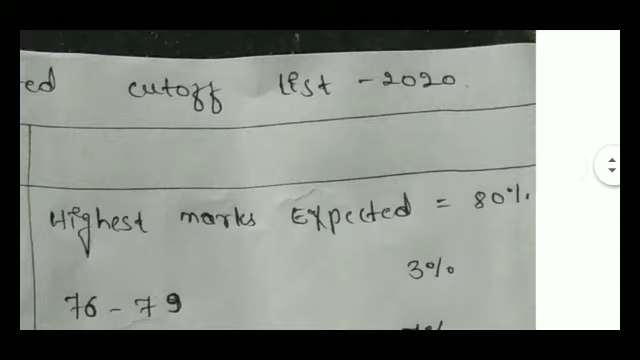 ed cutoff list - 2020.
Highest marks Expected = 80%.
3%
76 - 79